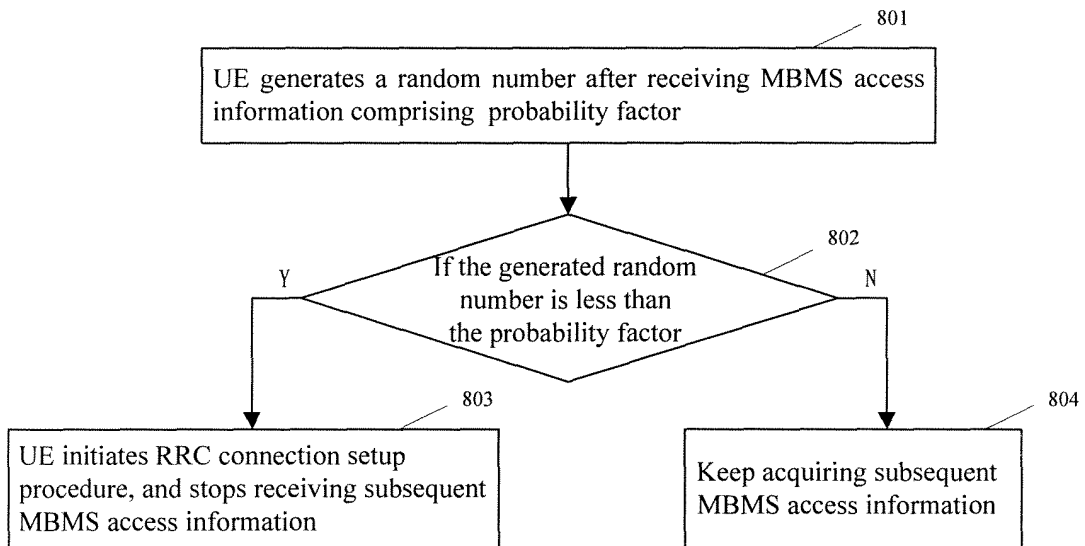 801
UE generates a random number after receiving MBMS access
information comprising probability factor
802
If the generated random
number is less than
the probability factor
Y
N
803
804
UE initiates RRC connection setup
procedure, and stops receiving subsequent
MBMS access information
Keep acquiring subsequent
MBMS access information